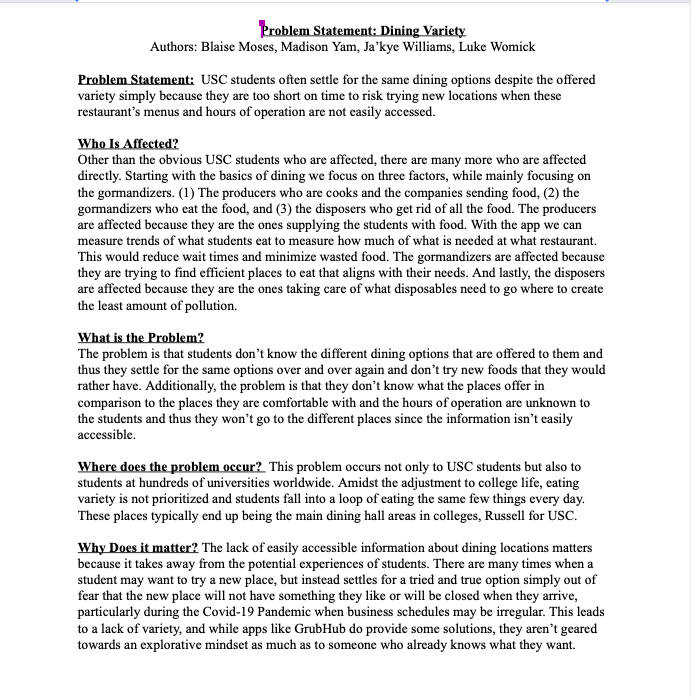 Problem Statement: Dining Variety
Authors: Blaise Moses, Madison Yam, Ja’kye Williams, Luke Womick
Problem Statement: USC students often settle for the same dining options despite the offered
variety simply because they are too short on time to risk trying new locations when these
restaurant’s menus and hours of operation are not easily accessed.
Who Is Affected?
Other than the obvious USC students who are affected, there are many more who are affected
directly. Starting with the basics of dining we focus on three factors, while mainly focusing on
the gormandizers. (1) The producers who are cooks and the companies sending food, (2) the
gormandizers who eat the food, and (3) the disposers who get rid of all the food. The producers
are affected because they are the ones supplying the students with food. With the app we can
measure trends of what students eat to measure how much of what is needed at what restaurant.
This would reduce wait times and minimize wasted food. The gormandizers are affected because
they are trying to find efficient places to eat that aligns with their needs. And lastly, the disposers
are affected because they are the ones taking care of what disposables need to go where to create
the least amount of pollution.
What is the Problem?
The problem is that students don’t know the different dining options that are offered to them and
thus they settle for the same options over and over again and don’t try new foods that they would
rather have. Additionally, the problem is that they don’t know what the places offer in
comparison to the places they are comfortable with and the hours of operation are unknown to
the students and thus they won’t go to the different places since the information isn’t easily
accessible.
Where does the problem occur? This problem occurs not only to USC students but also to
students at hundreds of universities worldwide. Amidst the adjustment to college life, eating
variety is not prioritized and students fall into a loop of eating the same few things every day.
These places typically end up being the main dining hall areas in colleges, Russell for USC.
Why Does it matter? The lack of easily accessible information about dining locations matters
because it takes away from the potential experiences of students. There are many times when a
student may want to try a new place, but instead settles for a tried and true option simply out of
fear that the new place will not have something they like or will be closed when they arrive,
particularly during the Covid-19 Pandemic when business schedules may be irregular. This leads
to a lack of variety, and while apps like GrubHub do provide some solutions, they aren’t geared
towards an explorative mindset as much as to someone who already knows what they want.